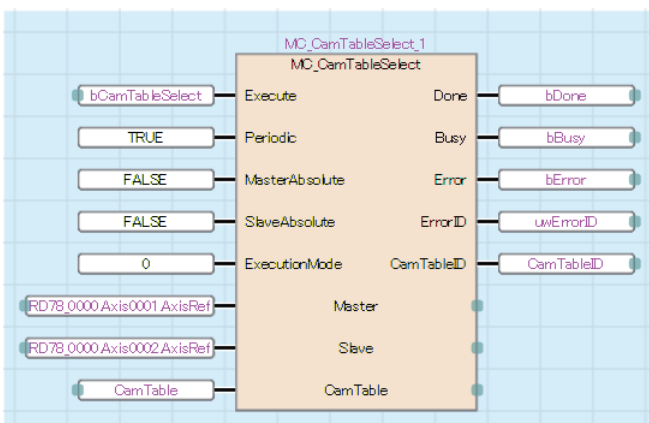 MC_CamTableSelect_1
MC_CamTableSelect
bCamTableSelect Execute Done bDone
TRUE Periodic Busy bBusy
FALSE MasterAbsolute Error bError
FALSE SlaveAbsolute ErrorID uwErrorID
0 ExecutionMode CamTableID CamTableID
RD78_0000.Axis0001.AxisRef Master
RD78_0000.Axis0002.AxisRef Slave
CamTable CamTable